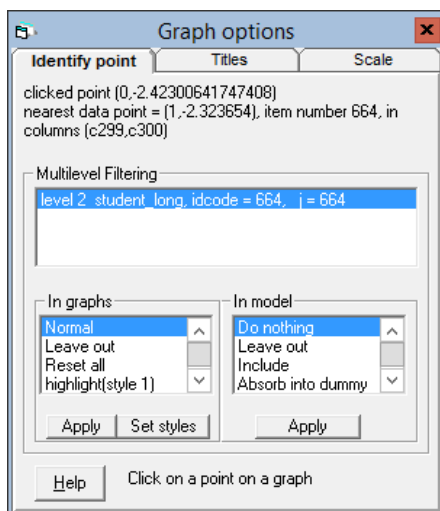 Graph options
Identify point Titles Scale
clicked point (0,-2.42300641747408)
nearest data point = (1,-2.323654), item number 664, in
columns (c299,c300)
Multilevel Filtering
level 2 student_long, idcode = 664, j = 664
In graphs In model
Normal Do nothing
Leave out Leave out
Reset all Include
highlight(style 1) Absorb into dummy
Apply Set styles Apply
Help Click on a point on a graph